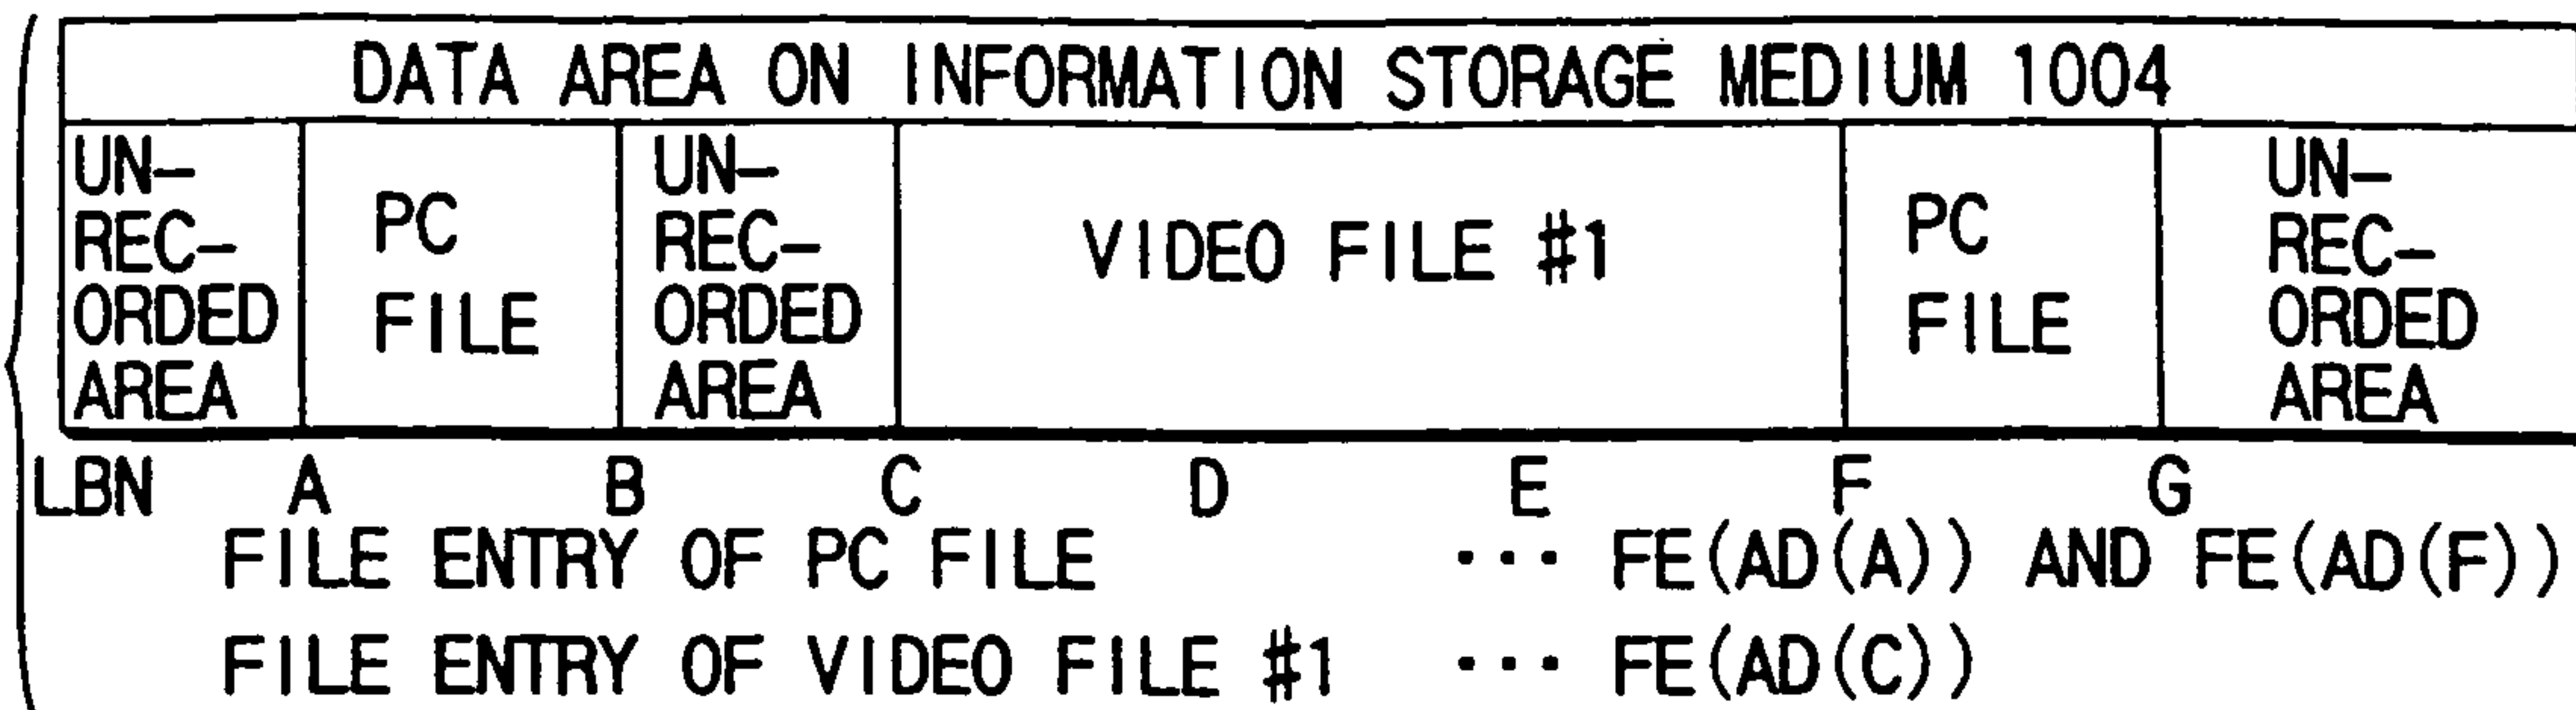 DATA AREA ON INFORMATION STORAGE MEDIUM 1004
UN-
REC-
ORDED
AREA
PC
FILE
UN-
REC-
ORDED
AREA
VIDEO FILE #1
PC
FILE
UN-
REC-
ORDED
AREA
LBN A B C D E F G
FILE ENTRY OF PC FILE ··· FE(AD(A)) AND FE(AD(F))
FILE ENTRY OF VIDEO FILE #1 ··· FE(AD(C))